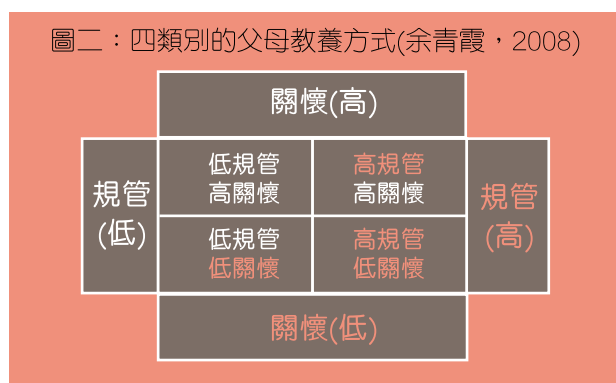 圖二：四類別的父母教養方式(余青霞，2008)
關懷(高)
規管
(低)
低規管
高關懷
高規管
高關懷
低規管
低關懷
高規管
低關懷
規管
(高)
關懷(低)